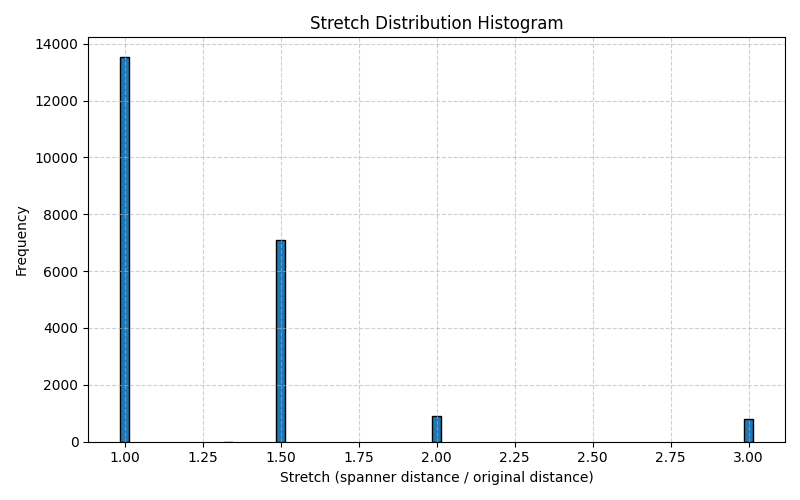 Stretch Distribution Histogram
14000
12000
10000
8000
6000
4000
2000
0
Frequency
1.00 1.25 1.50 1.75 2.00 2.25 2.50 2.75 3.00
Stretch (spanner distance / original distance)